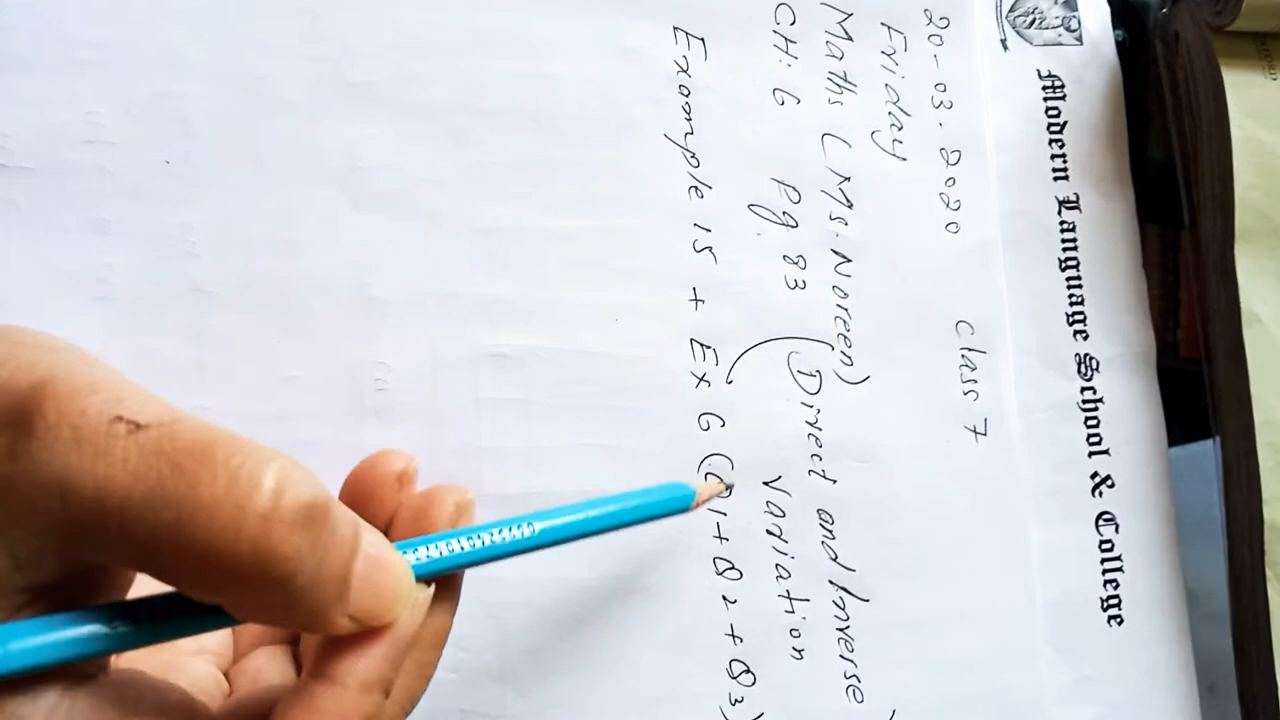 Modern Language School & College
Class 7
20-03-2020
Friday
Maths (Ms. Noreen)
CH: 6 Pg. 83 (Direct and Inverse
Variation
Example 15 + Ex 6 (Q1 + Q2 + Q3)